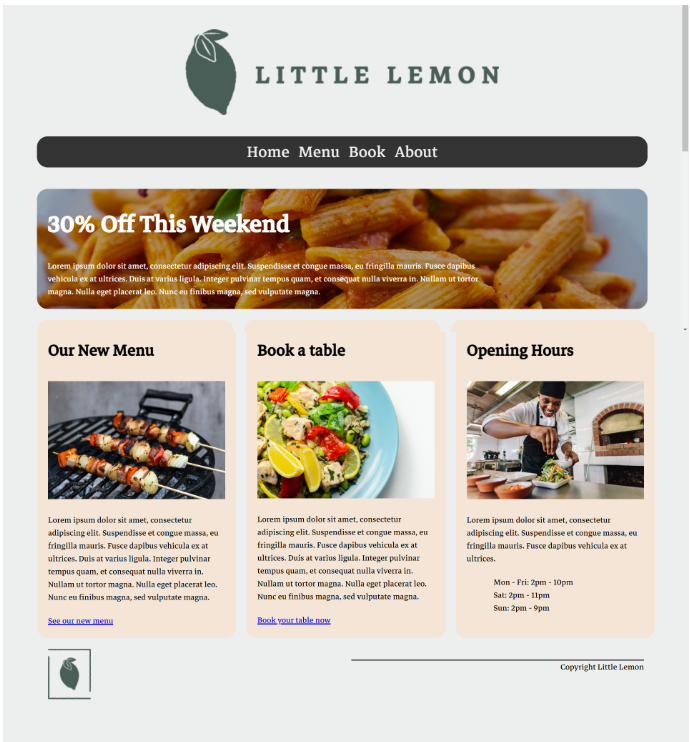 LITTLE LEMON
Home Menu Book About
30% Off This Weekend
Lorem ipsum dolor sit amet, consectetur adipiscing elit. Suspendisse et congue massa, eu fringilla mauris. Fusce dapibus
vehicula ex at ultrices. Duis at varius ligula. Integer pulvinar tempus quam, et consequat nulla viverra in. Nullam ut tortor
magna. Nulla eget placerat leo. Nunc eu finibus magna, sed vulputate magna.
Our New Menu
Lorem ipsum dolor sit amet, consectetur
adipiscing elit. Suspendisse et congue massa, eu
fringilla mauris. Fusce dapibus vehicula ex at
ultrices. Duis at varius ligula. Integer pulvinar
tempus quam, et consequat nulla viverra in.
Nullam ut tortor magna. Nulla eget placerat leo.
Nunc eu finibus magna, sed vulputate magna.
See our new menu
Book a table
Lorem ipsum dolor sit amet, consectetur
adipiscing elit. Suspendisse et congue massa, eu
fringilla mauris. Fusce dapibus vehicula ex at
ultrices. Duis at varius ligula. Integer pulvinar
tempus quam, et consequat nulla viverra in.
Nullam ut tortor magna. Nulla eget placerat leo.
Nunc eu finibus magna, sed vulputate magna.
Book your table now
Opening Hours
Lorem ipsum dolor sit amet, consectetur
adipiscing elit. Suspendisse et congue massa, eu
fringilla mauris. Fusce dapibus vehicula ex at
ultrices.
Mon - Fri: 2pm - 10pm
Sat: 2pm - 11pm
Sun: 2pm - 9pm
Copyright Little Lemon